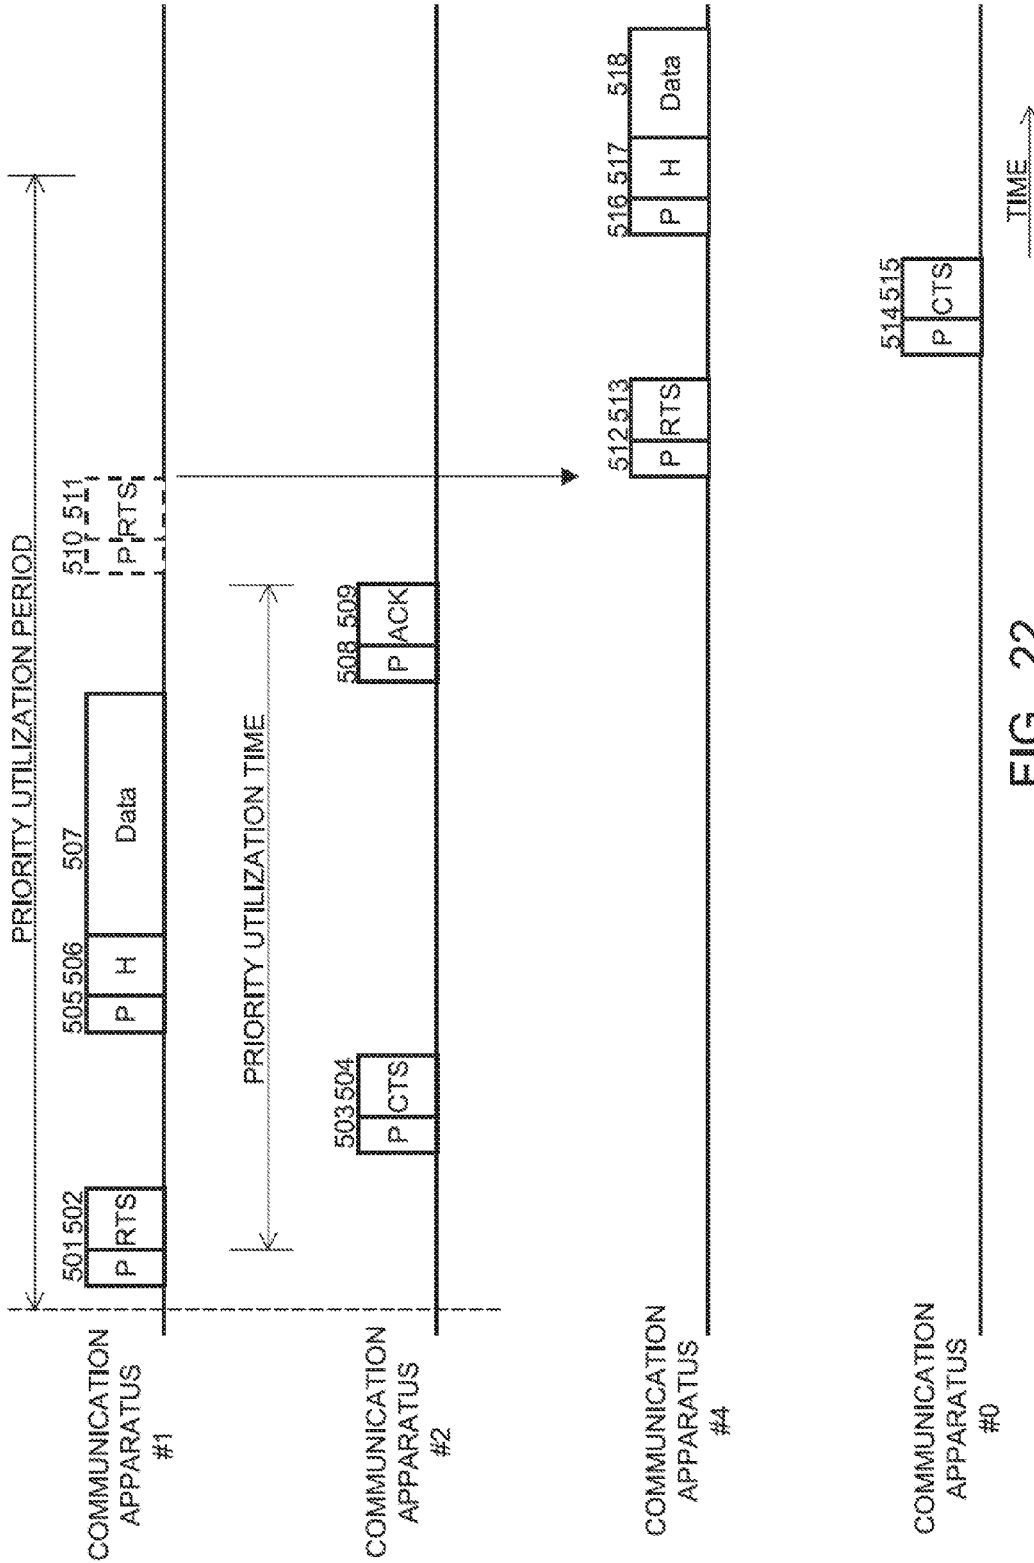 PRIORITY UTILIZATION PERIOD
501 502
505 506
507
510 511
P RTS
P H Data
P RTS
COMMUNICATION
APPARATUS
#1
PRIORITY UTILIZATION TIME
503 504
508 509
P CTS
P ACK
COMMUNICATION
APPARATUS
#2
512 513
516 517
518
P RTS
P H Data
COMMUNICATION
APPARATUS
#4
514 515
P CTS
COMMUNICATION
APPARATUS
#0
TIME
FIG. 22